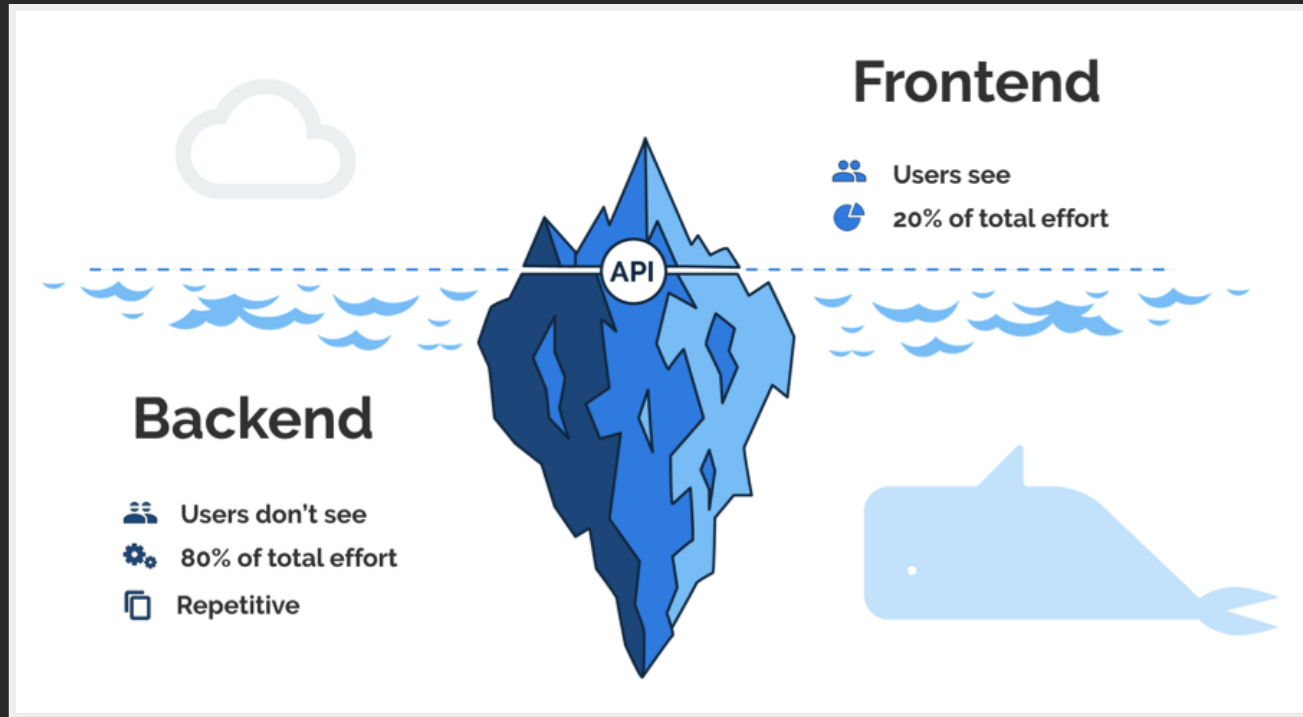 Frontend
Users see
20% of total effort
API
Backend
Users don't see
80% of total effort
Repetitive